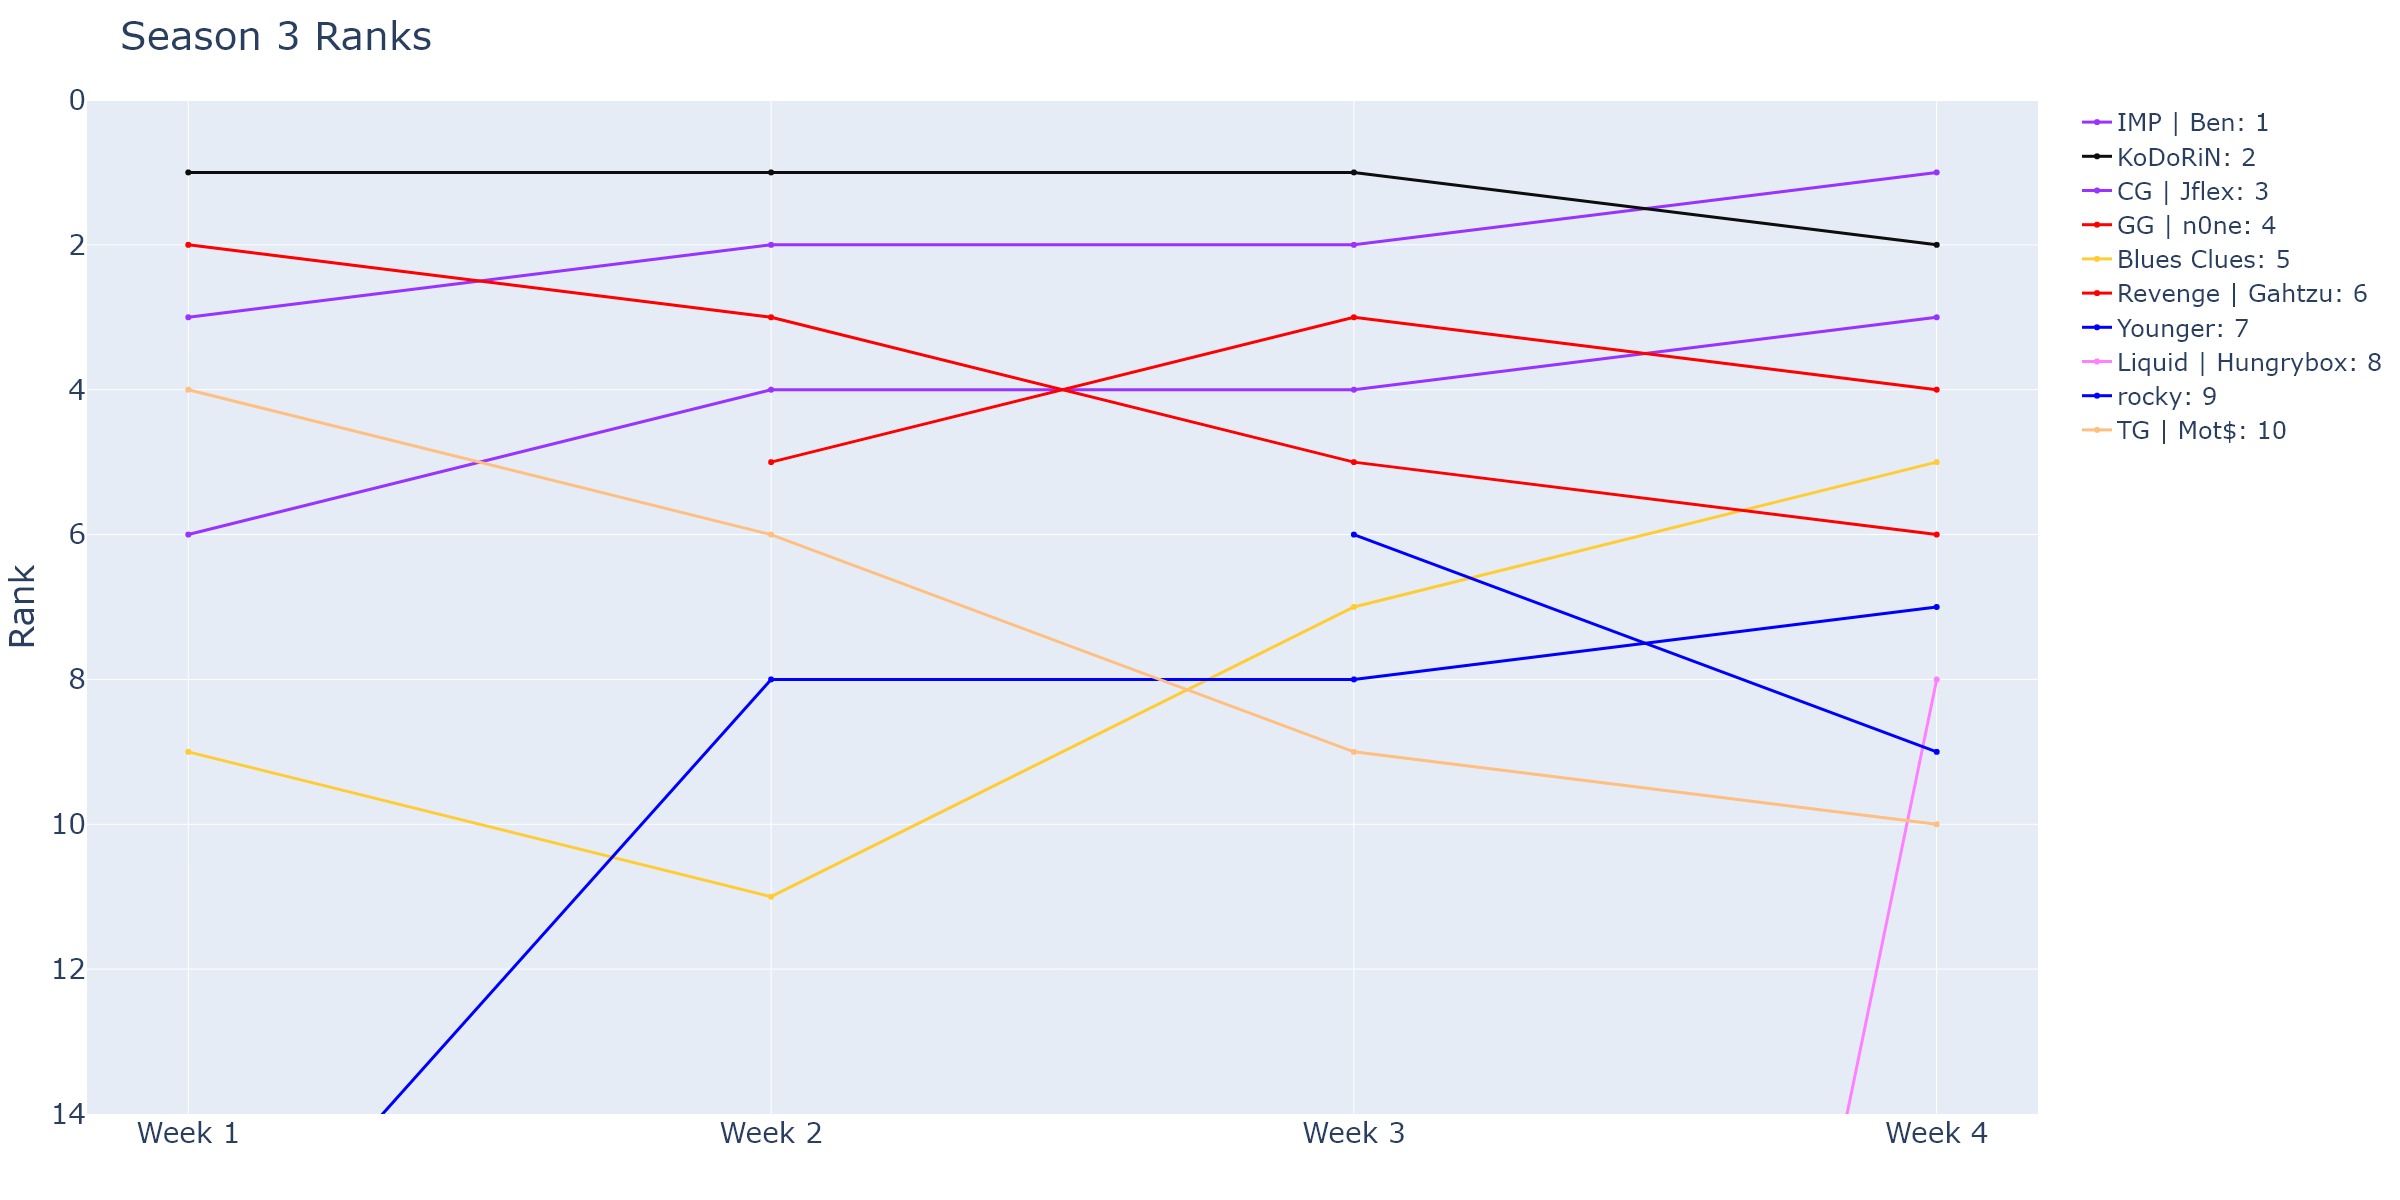 Season 3 Ranks
0
2
4
6
8
10
12
14
Rank
Week 1
Week 2
Week 3
Week 4
IMP | Ben: 1
KoDoRiN: 2
CG | Jflex: 3
GG | n0ne: 4
Blues Clues: 5
Revenge | Gahtzu: 6
Younger: 7
Liquid | Hungrybox: 8
rocky: 9
TG | Mot$: 10